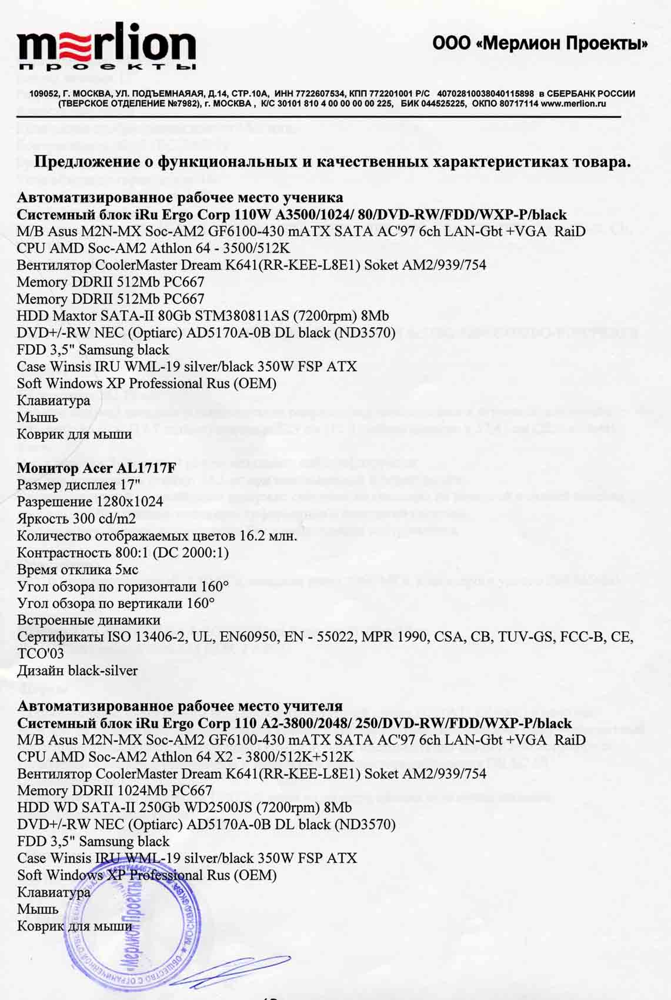 merlion
проекты
ООО «Мерлион Проекты»
109052, Г. МОСКВА, УЛ. ПОДЪЕМНАЯАЯ, Д.14, СТР.10А, ИНН 7722607534, КПП 772201001 Р/С 40702810038040115898 в СБЕРБАНК РОССИИ
(ТВЕРСКОЕ ОТДЕЛЕНИЕ №7982), г. МОСКВА , К/С 30101 810 4 00 00 00 00 225, БИК 044525225, ОКПО 80717114 www.merlion.ru
Предложение о функциональных и качественных характеристиках товара.
Автоматизированное рабочее место ученика
Системный блок iRu Ergo Corp 110W A3500/1024/ 80/DVD-RW/FDD/WXP-P/black
M/B Asus M2N-MX Soc-AM2 GF6100-430 mATX SATA AC'97 6ch LAN-Gbt +VGA RaiD
CPU AMD Soc-AM2 Athlon 64 - 3500/512K
Вентилятор CoolerMaster Dream K641(RR-KEE-L8E1) Soket AM2/939/754
Memory DDRII 512Mb PC667
Memory DDRII 512Mb PC667
HDD Maxtor SATA-II 80Gb STM380811AS (7200rpm) 8Mb
DVD+/-RW NEC (Optiarc) AD5170A-0B DL black (ND3570)
FDD 3,5" Samsung black
Case Winsis IRU WML-19 silver/black 350W FSP ATX
Soft Windows XP Professional Rus (OEM)
Клавиатура
Мышь
Коврик для мыши
Монитор Acer AL1717F
Размер дисплея 17"
Разрешение 1280x1024
Яркость 300 cd/m2
Количество отображаемых цветов 16.2 млн.
Контрастность 800:1 (DC 2000:1)
Время отклика 5мс
Угол обзора по горизонтали 160°
Угол обзора по вертикали 160°
Встроенные динамики
Сертификаты ISO 13406-2, UL, EN60950, EN - 55022, MPR 1990, CSA, CB, TUV-GS, FCC-B, CE,
TCO'03
Дизайн black-silver
Автоматизированное рабочее место учителя
Системный блок iRu Ergo Corp 110 A2-3800/2048/ 250/DVD-RW/FDD/WXP-P/black
M/B Asus M2N-MX Soc-AM2 GF6100-430 mATX SATA AC'97 6ch LAN-Gbt +VGA RaiD
CPU AMD Soc-AM2 Athlon 64 X2 - 3800/512K+512K
Вентилятор CoolerMaster Dream K641(RR-KEE-L8E1) Soket AM2/939/754
Memory DDRII 1024Mb PC667
HDD WD SATA-II 250Gb WD2500JS (7200rpm) 8Mb
DVD+/-RW NEC (Optiarc) AD5170A-0B DL black (ND3570)
FDD 3,5" Samsung black
Case Winsis IRU WML-19 silver/black 350W FSP ATX
Soft Windows XP Professional Rus (OEM)
Клавиатура
Мышь
Коврик для мыши
«Мерлион Проекты»
ОБЩЕСТВО С ОГРАНИЧЕННОЙ ОТВЕТСТВЕННОСТЬЮ
МОСКВА